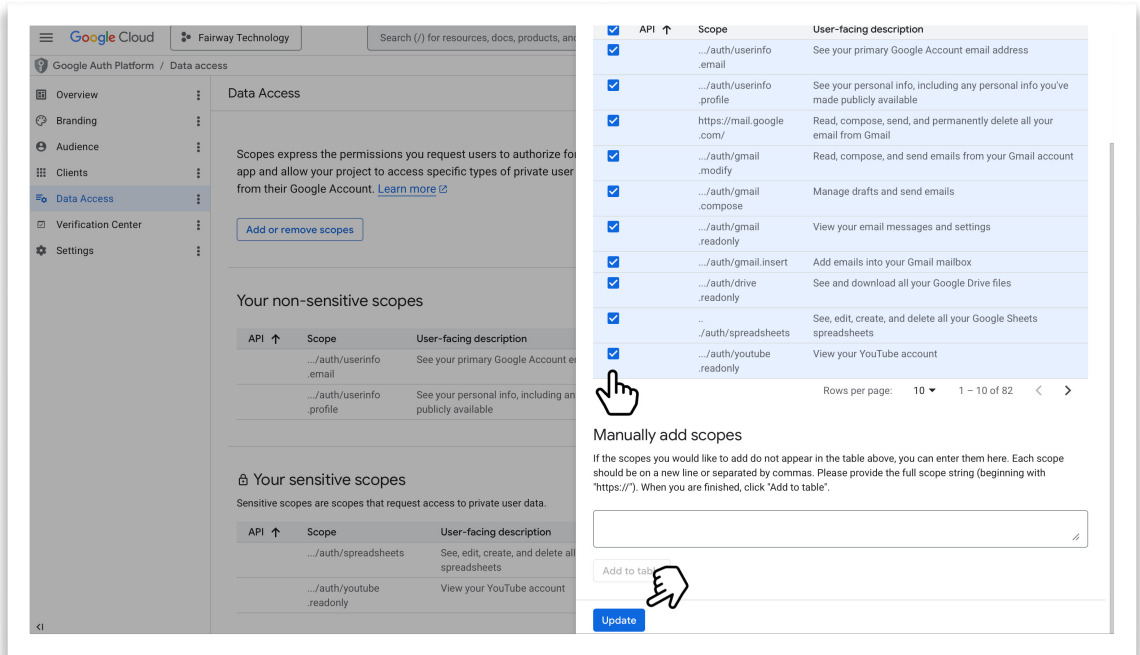 Google Cloud
Fairway Technology
Search (/) for resources, docs, products, an
Google Auth Platform / Data access
Overview
Branding
Audience
Clients
Data Access
Verification Center
Settings
Data Access
Scopes express the permissions you request users to authorize for
app and allow your project to access specific types of private user
from their Google Account. Learn more
Add or remove scopes
Your non-sensitive scopes
API ↑ Scope User-facing description
.../auth/userinfo See your primary Google Account e
.email
.../auth/userinfo See your personal info, including an
.profile publicly available
Your sensitive scopes
Sensitive scopes are scopes that request access to private user data.
API ↑ Scope User-facing description
.../auth/spreadsheets See, edit, create, and delete all
spreadsheets
.../auth/youtube View your YouTube account
.readonly
API ↑ Scope User-facing description
.../auth/userinfo See your primary Google Account email address
.email
.../auth/userinfo See your personal info, including any personal info you've
.profile made publicly available
https://mail.google Read, compose, send, and permanently delete all your
.com/ email from Gmail
.../auth/gmail Read, compose, and send emails from your Gmail account
.modify
.../auth/gmail Manage drafts and send emails
.compose
.../auth/gmail View your email messages and settings
.readonly
.../auth/gmail.insert Add emails into your Gmail mailbox
.../auth/drive See and download all your Google Drive files
.readonly
.. See, edit, create, and delete all your Google Sheets
./auth/spreadsheets spreadsheets
.../auth/youtube View your YouTube account
.readonly
Rows per page: 10 1 – 10 of 82
Manually add scopes
If the scopes you would like to add do not appear in the table above, you can enter them here. Each scope
should be on a new line or separated by commas. Please provide the full scope string (beginning with
"https://"). When you are finished, click "Add to table".
Add to tab
Update